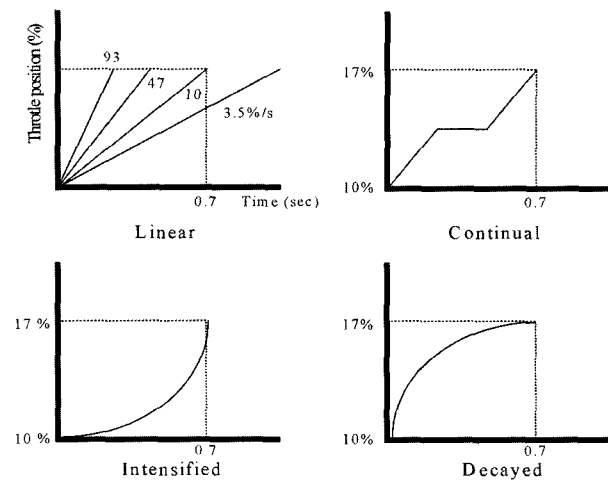 Throttle position (%)
93
47
10
3.5%/s
0.7
Time (sec)
Linear
17%
10%
0.7
Continual
17 %
10 %
0.7
Intensified
17%
10%
0.7
Decayed